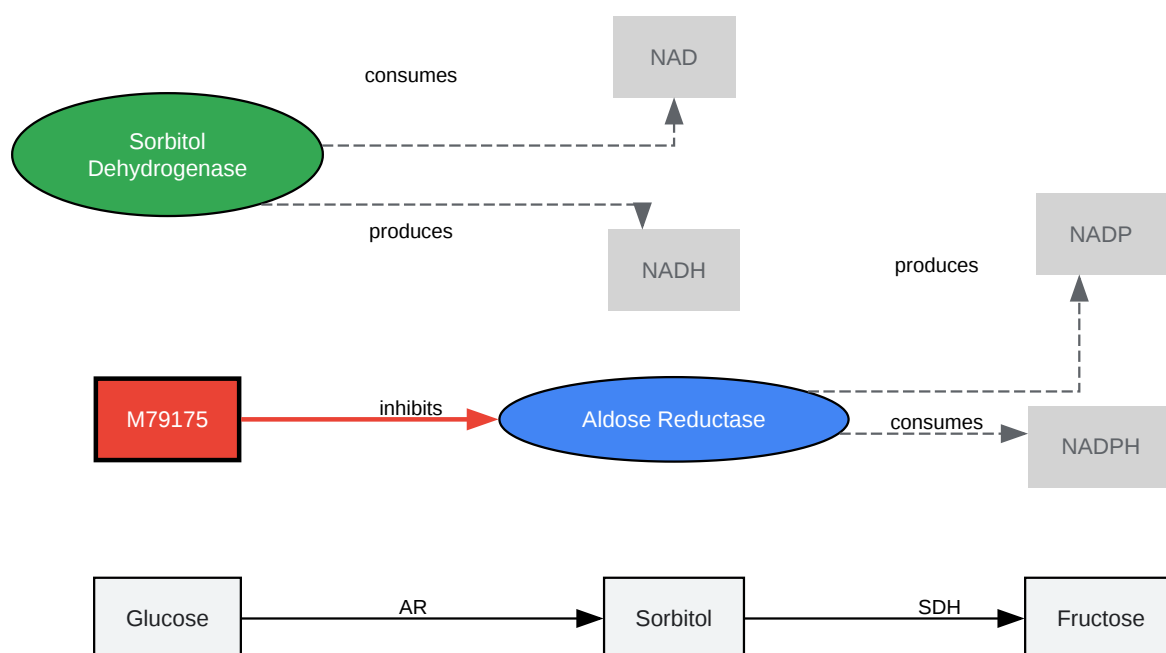 NAD
consumes
Sorbitol
Dehydrogenase
produces
NADH
NADP
produces
M79175
inhibits
Aldose Reductase
consumes
NADPH
Glucose
AR
Sorbitol
SDH
Fructose